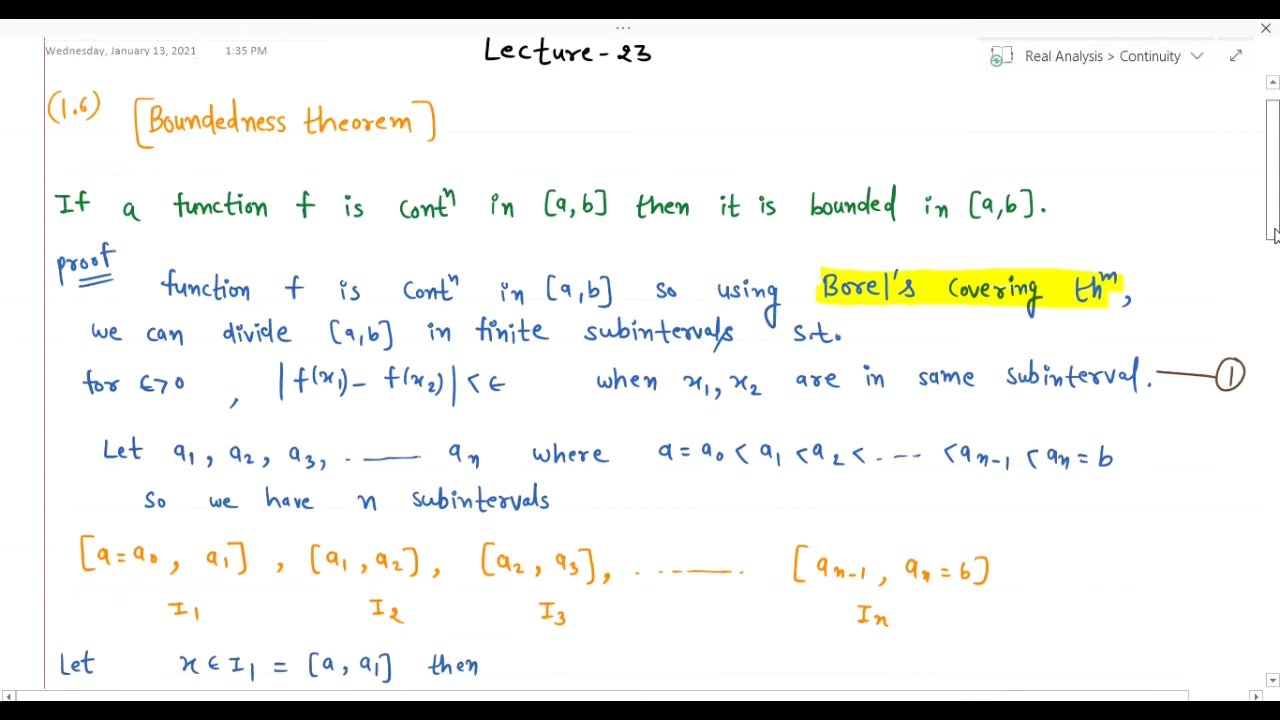 Wednesday, January 13, 2021 1:35 PM
Lecture-23
Real Analysis > Continuity
(1.6) [Boundedness theorem]
If a function f is contⁿ in [a,b] then it is bounded in [a,b].
proof
function f is contⁿ in [a,b] so using Borel's covering thᵐ,
we can divide [a,b] in finite subintervals s.t.
for ϵ>0, |f(x₁)- f(x₂)|<ϵ when x₁, x₂ are in same subinterval. —— ①
Let a₁, a₂, a₃, ....... aₙ where a = a₀ < a₁ < a₂ < ..... < aₙ₋₁ < aₙ = b
So we have n subintervals
[a=a₀, a₁], [a₁, a₂], [a₂, a₃], ......... [aₙ₋₁, aₙ = b]
I₁ I₂ I₃ Iₙ
Let x ∈ I₁ = [a, a₁] then